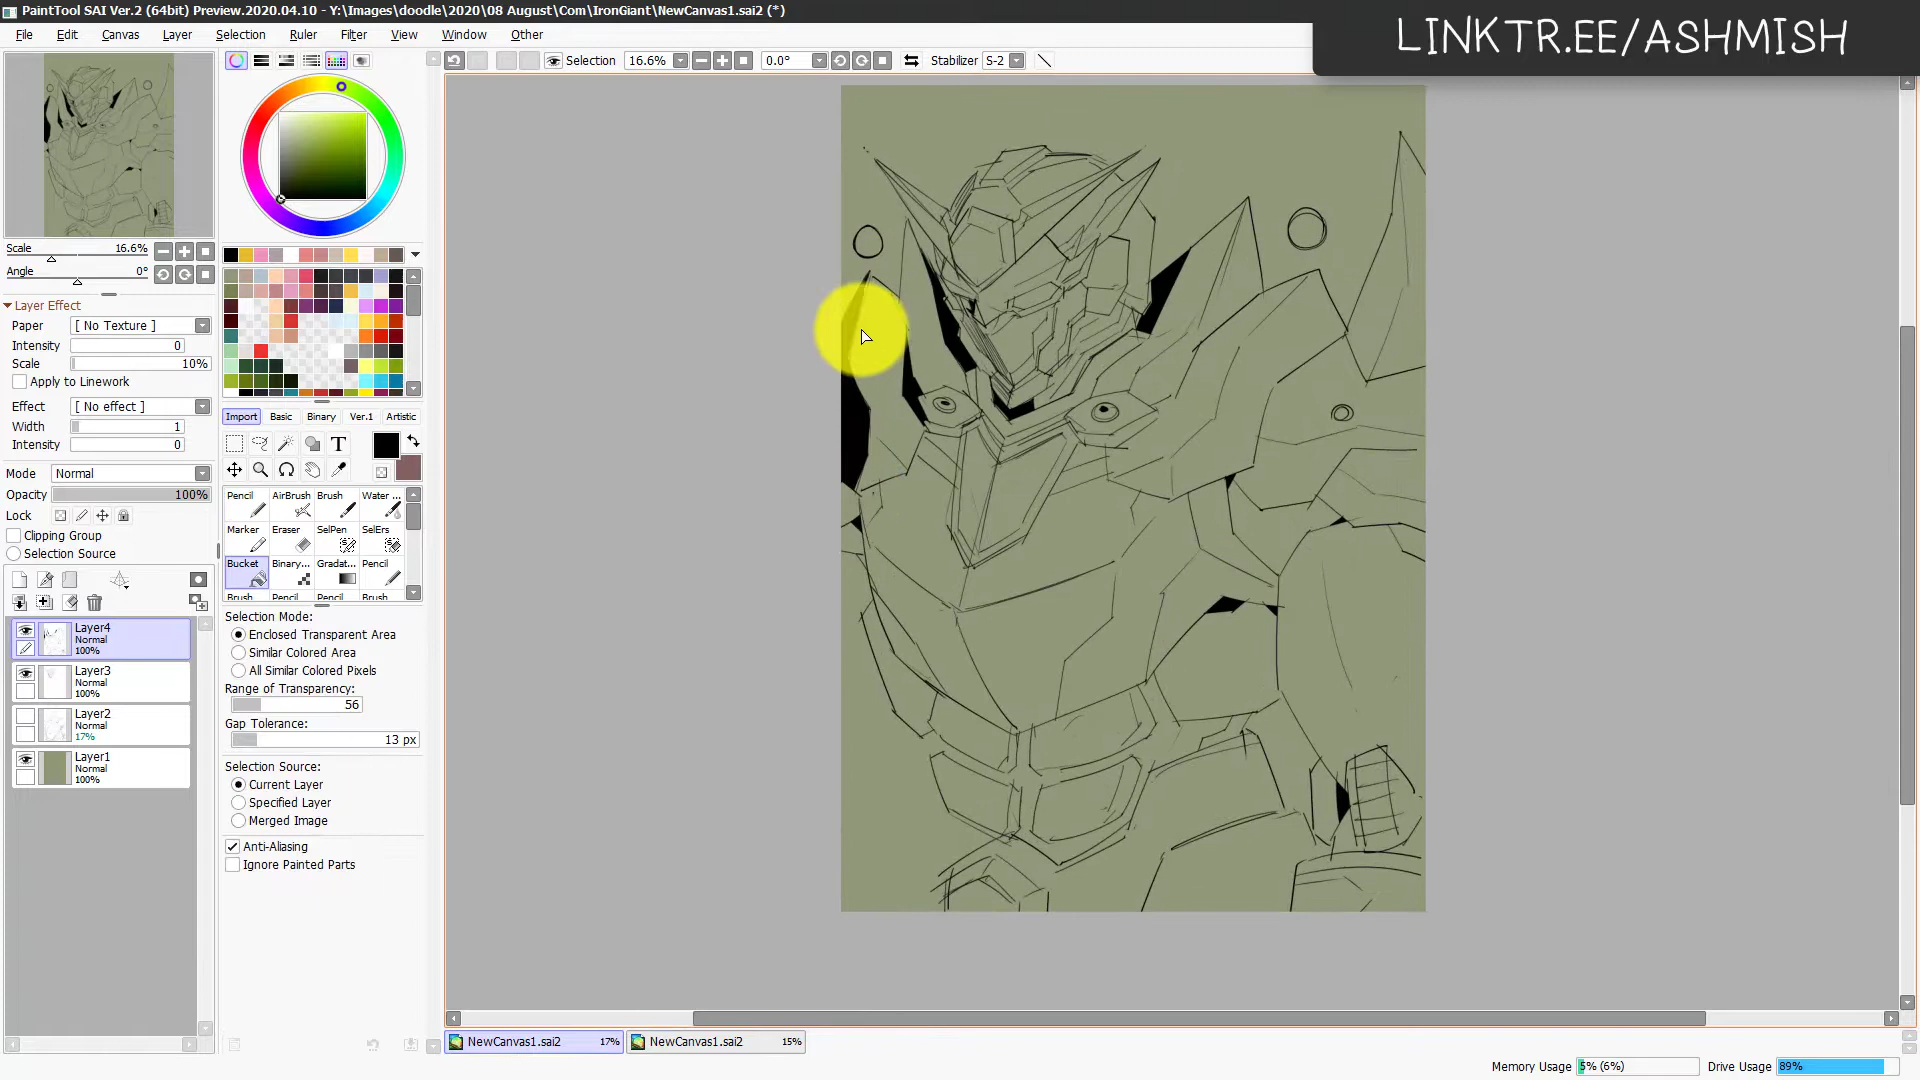 PaintTool SAI Ver.2 (64bit) Preview.2020.04.10 - Y:\Images\doodle\2020\08 August\Com\IronGiant\NewCanvas1.sai2 (*)
LINKTR.EE/ASHMISH
File Edit Canvas Layer Selection Ruler Filter View Window Other
Selection 16.6% 0.0° Stabilizer S-2
Scale 16.6%
Angle 0°
Layer Effect
Paper [ No Texture ]
Intensity 0
Scale 10%
Apply to Linework
Effect [ No effect ]
Width 1
Intensity 0
Mode Normal
Opacity 100%
Lock
Clipping Group
Selection Source
Layer4
Normal
100%
Layer3
Normal
100%
Layer2
Normal
17%
Layer1
Normal
100%
Import Basic Binary Ver.1 Artistic
T
Pencil AirBrush Brush Water ...
Marker Eraser SelPen SelErs
Bucket Binary... Gradat... Pencil
Brush Pencil Pencil Brush
Selection Mode:
Enclosed Transparent Area
Similar Colored Area
All Similar Colored Pixels
Range of Transparency:
56
Gap Tolerance:
13 px
Selection Source:
Current Layer
Specified Layer
Merged Image
Anti-Aliasing
Ignore Painted Parts
NewCanvas1.sai2 17% NewCanvas1.sai2 15%
Memory Usage 5% (6%) Drive Usage 89%